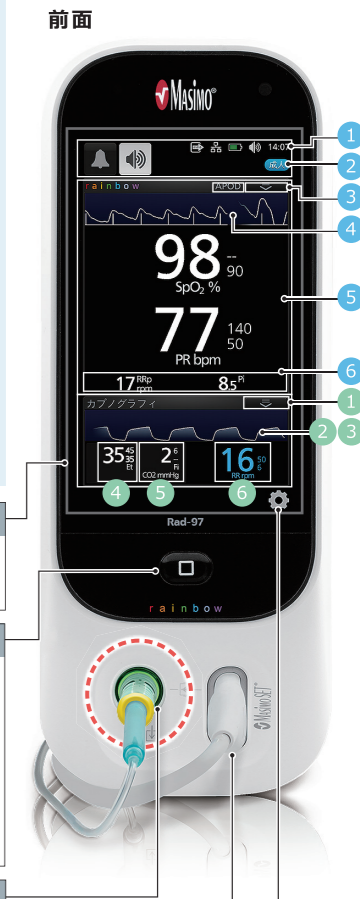 前面
Masimo®
14:07
1
成人
2
rainbow
APOD
3
4
98
--
90
SpO₂ %
5
77
140
50
PR bpm
6
17 RRp rpm
8.5 Pi
カプノグラフィ
1
2 3
35 45 35 Et
2 6 – Fi
CO2 mmHg
16 50 6
RR rpm
4
5
6
Rad-97
rainbow
Masimo SET®